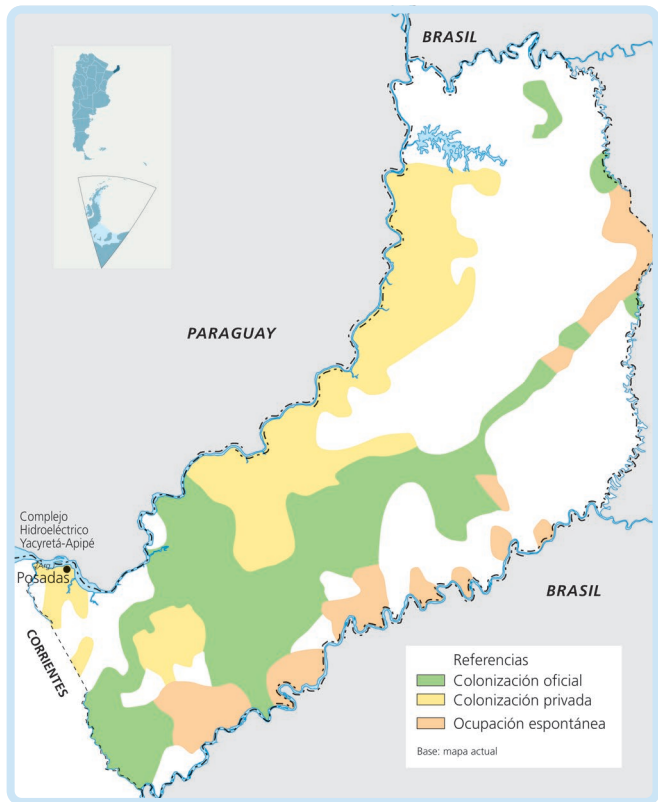 BRASIL
PARAGUAY
Complejo
Hidroeléctrico
Yacyretá-Apipé
Arg.
Posadas
CORRIENTES
BRASIL
Referencias
Colonización oficial
Colonización privada
Ocupación espontánea
Base: mapa actual